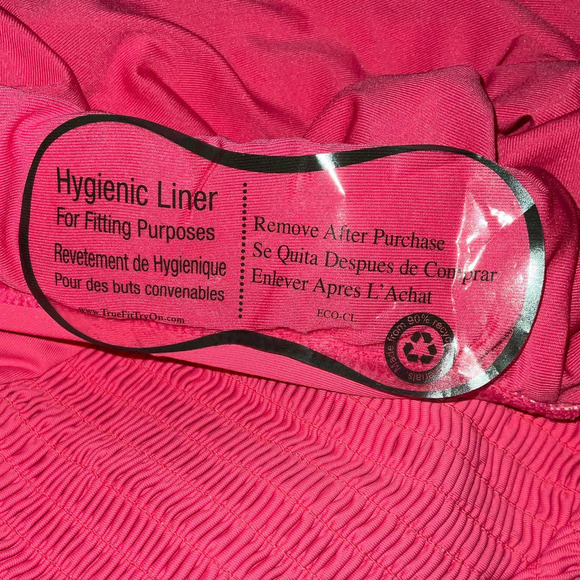 Hygienic Liner
For Fitting Purposes
Revetement de Hygienique
Pour des buts convenables
www.TrueFitTryOn.com
Remove After Purchase
Se Quita Despues de Comprar
Enlever Apres L'Achat
ECO-CL
Made from 90% recyc